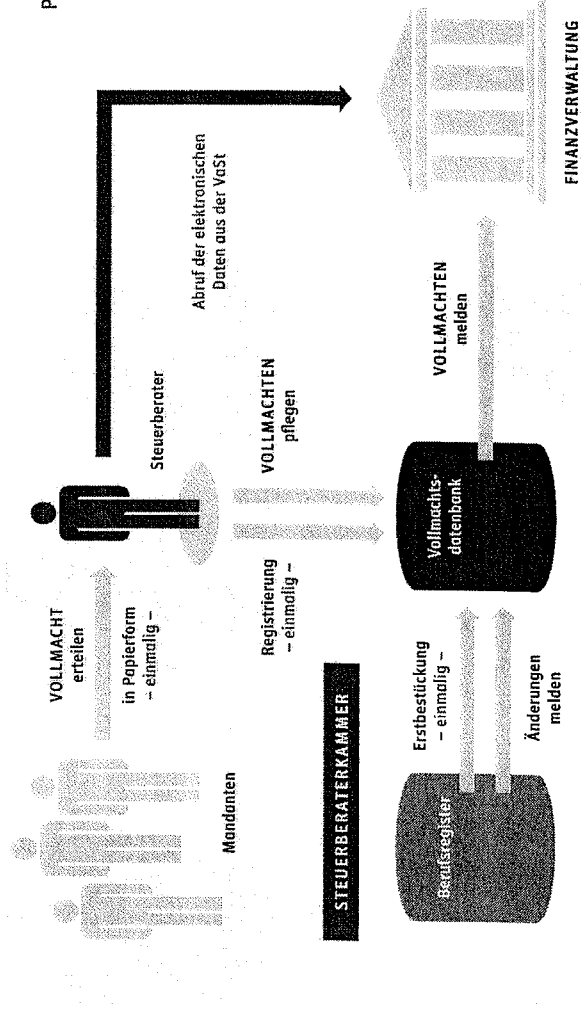 P
VOLLMACHT
erteilen
in Papierform
– einmalig –
Mandanten
Steuerberater
Abruf der elektronischen
Daten aus der VaSt
Registrierung
– einmalig –
VOLLMACHTEN
pflegen
STEUERBERATERKAMMER
Berufsregister
Erstbestückung
– einmalig –
Änderungen
melden
Vollmachts-
datenbank
VOLLMACHTEN
melden
FINANZVERWALTUNG